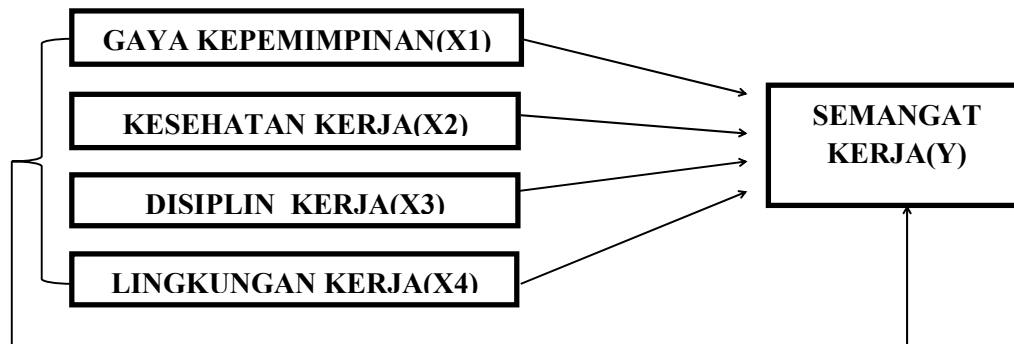 GAYA KEPEMIMPINAN(X1)
KESEHATAN KERJA(X2)
DISIPLIN KERJA(X3)
LINGKUNGAN KERJA(X4)
SEMANGAT
KERJA(Y)